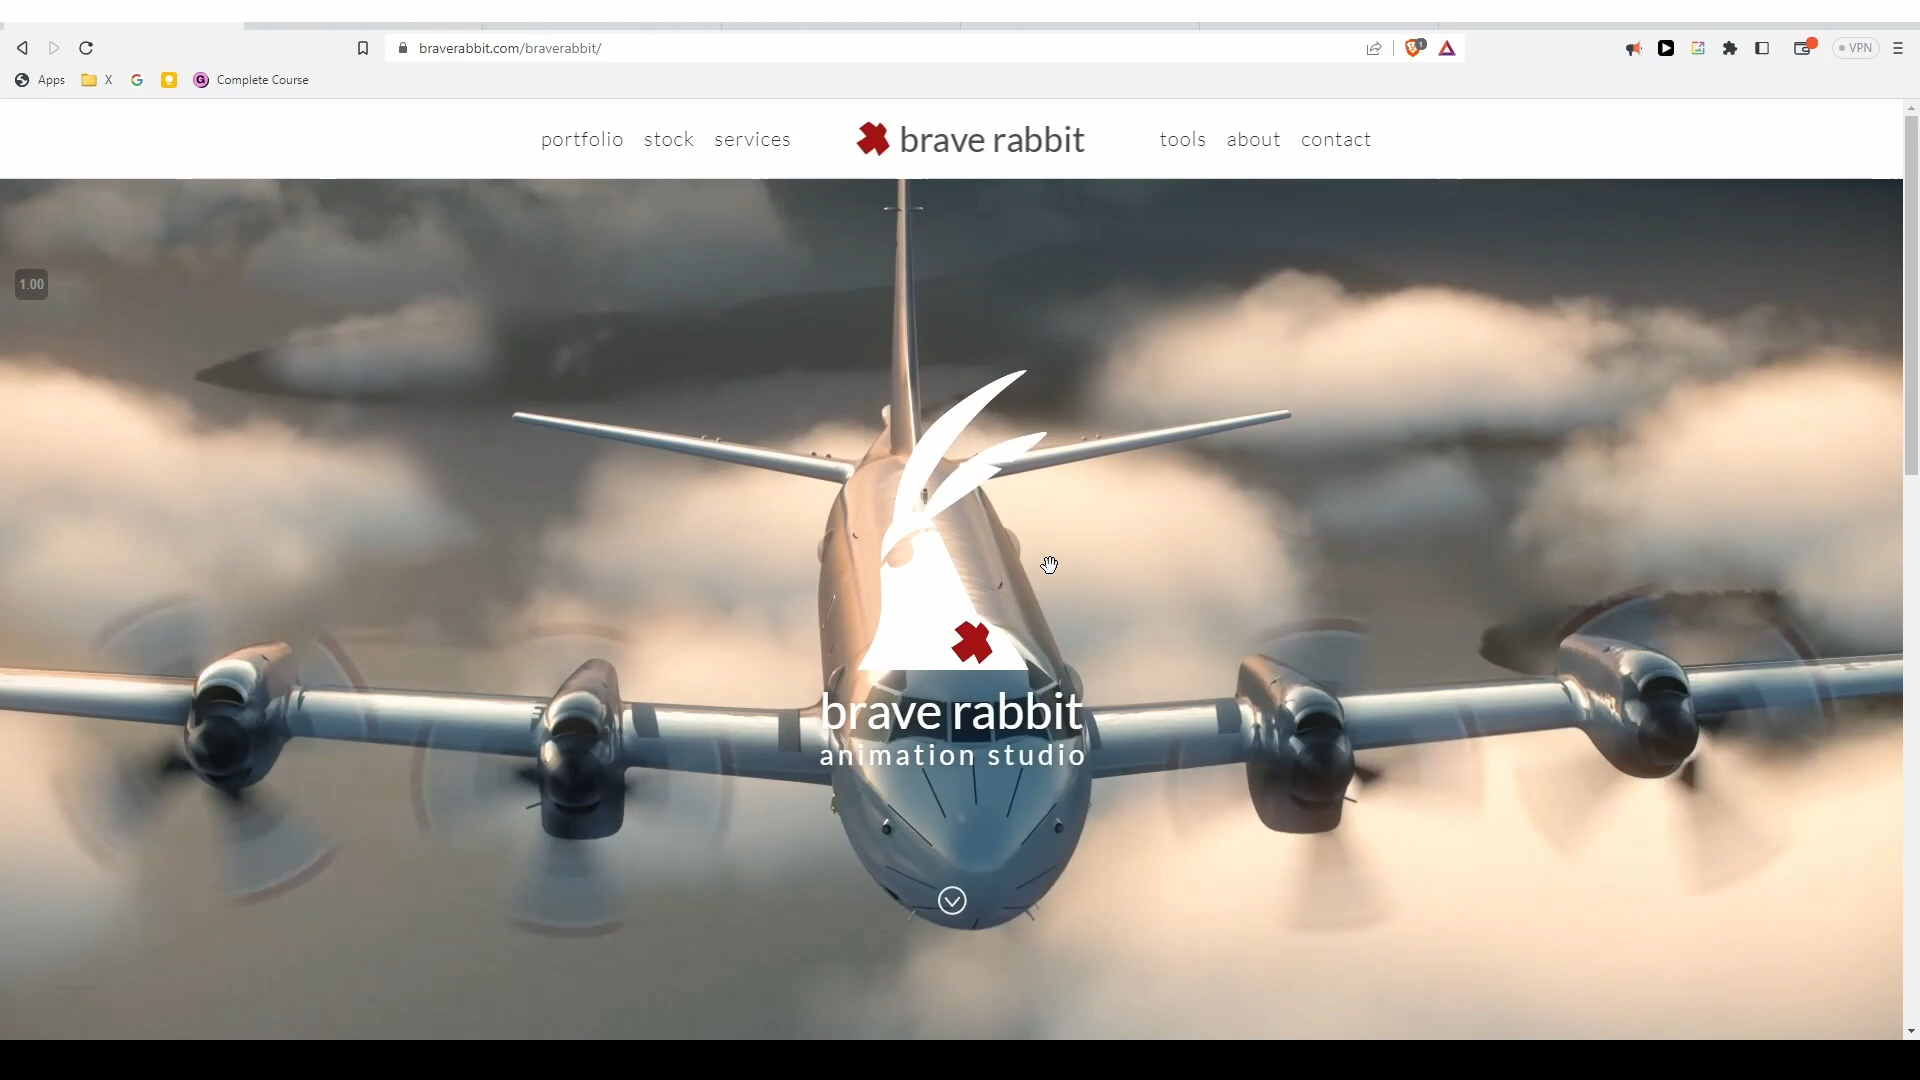 braverabbit.com/braverabbit/
1
VPN
Apps
X
G
G
Complete Course
portfolio
stock
services
brave rabbit
tools
about
contact
1.00
brave rabbit
animation studio